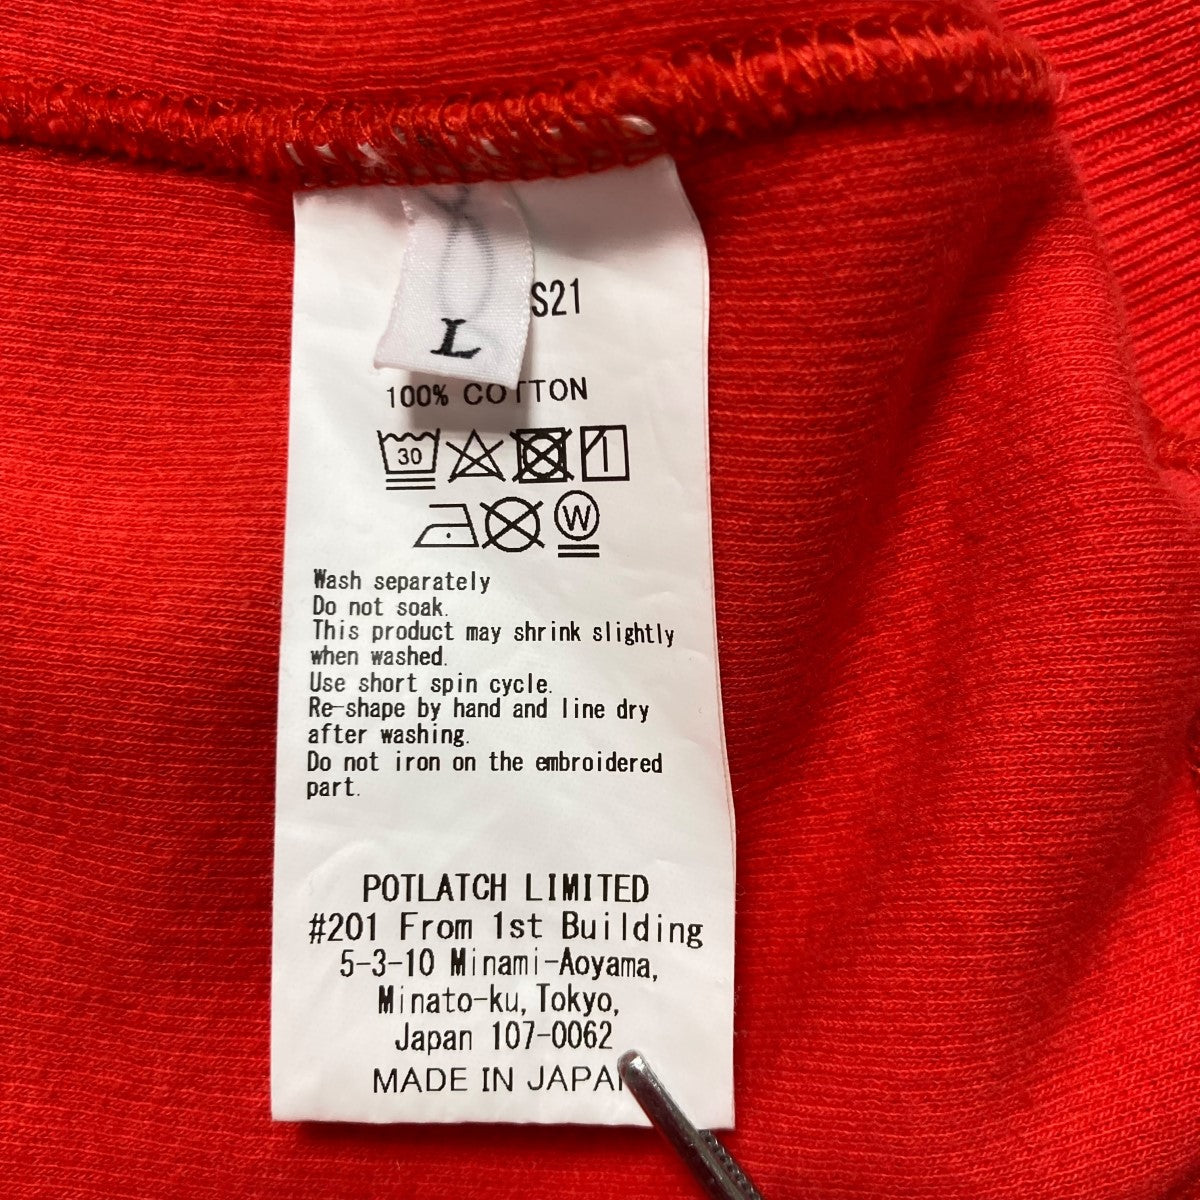 S21
L
100% COTTON
30
W
Wash separately
Do not soak.
This product may shrink slightly
when washed.
Use short spin cycle.
Re-shape by hand and line dry
after washing.
Do not iron on the embroidered
part.
POTLATCH LIMITED
#201 From 1st Building
5-3-10 Minami-Aoyama,
Minato-ku, Tokyo,
Japan 107-0062
MADE IN JAPAN